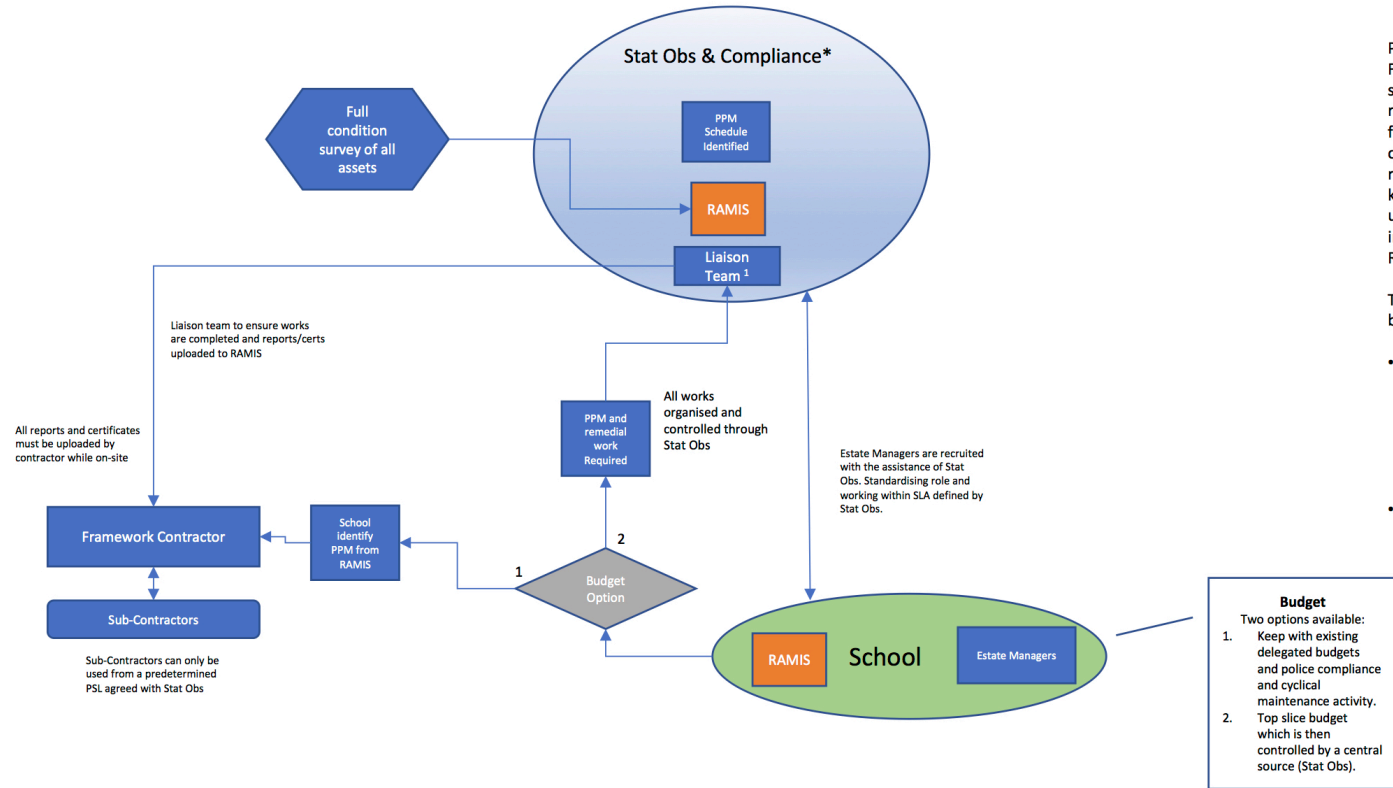 Stat Obs & Compliance*
Full
condition
survey of all
assets
PPM
Schedule
Identified
RAMIS
Liaison
Team 1
Liaison team to ensure works
are completed and reports/certs
uploaded to RAMIS
All reports and certificates
must be uploaded by
contractor while on-site
PPM and
remedial
work
Required
All works
organised and
controlled through
Stat Obs
Estate Managers are recruited
with the assistance of Stat
Obs. Standardising role and
working within SLA defined by
Stat Obs.
Framework Contractor
School
identify
PPM from
RAMIS
1
2
Budget
Option
Sub-Contractors
Sub-Contractors can only be
used from a predetermined
PSL agreed with Stat Obs
RAMIS
School
Estate Managers
Budget
Two options available:
1. Keep with existing
delegated budgets
and police compliance
and cyclical
maintenance activity.
2. Top slice budget
which is then
controlled by a central
source (Stat Obs).